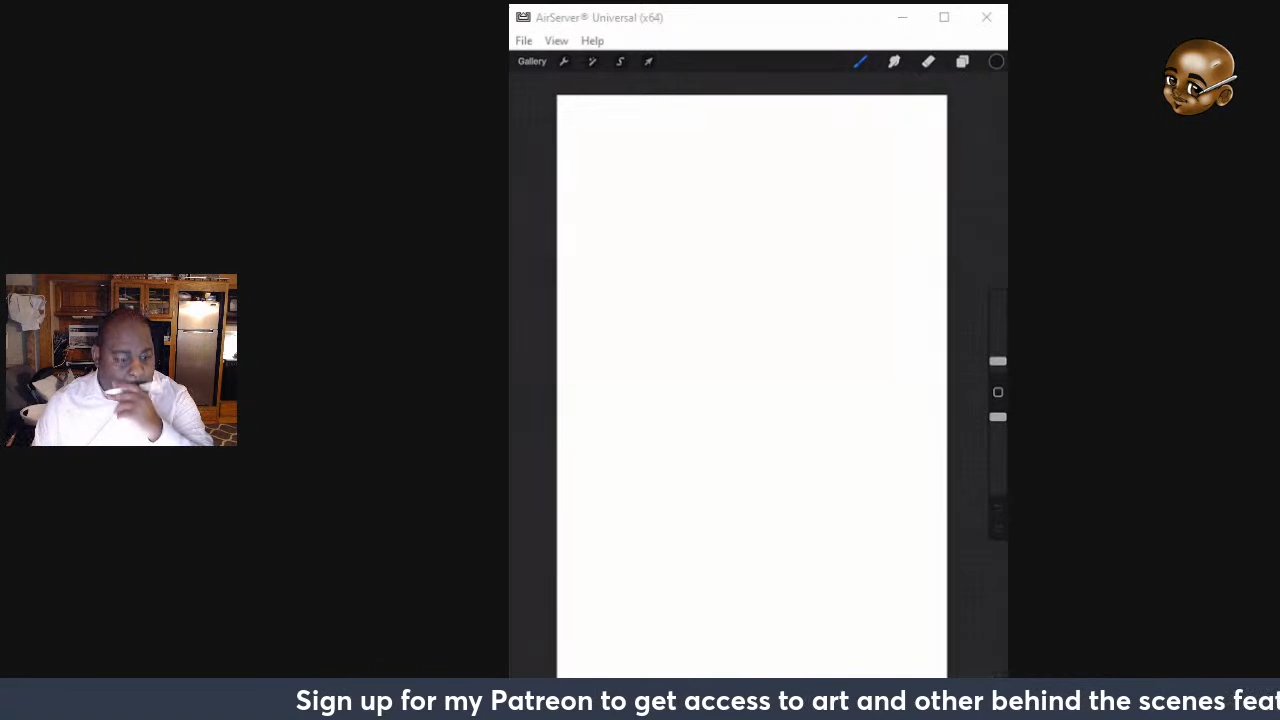 AirServer® Universal (x64)
File View Help
Gallery
Sign up for my Patreon to get access to art and other behind the scenes feat